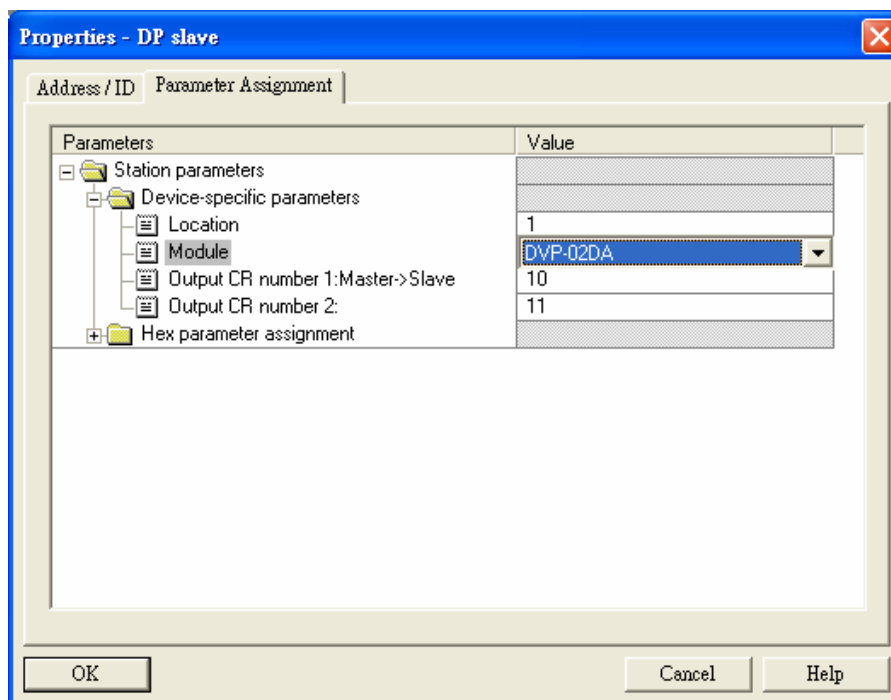 Properties - DP slave
Address / ID Parameter Assignment
Parameters Value
Station parameters
Device-specific parameters
Location 1
Module DVP-02DA
Output CR number 1:Master->Slave 10
Output CR number 2: 11
Hex parameter assignment
OK Cancel Help